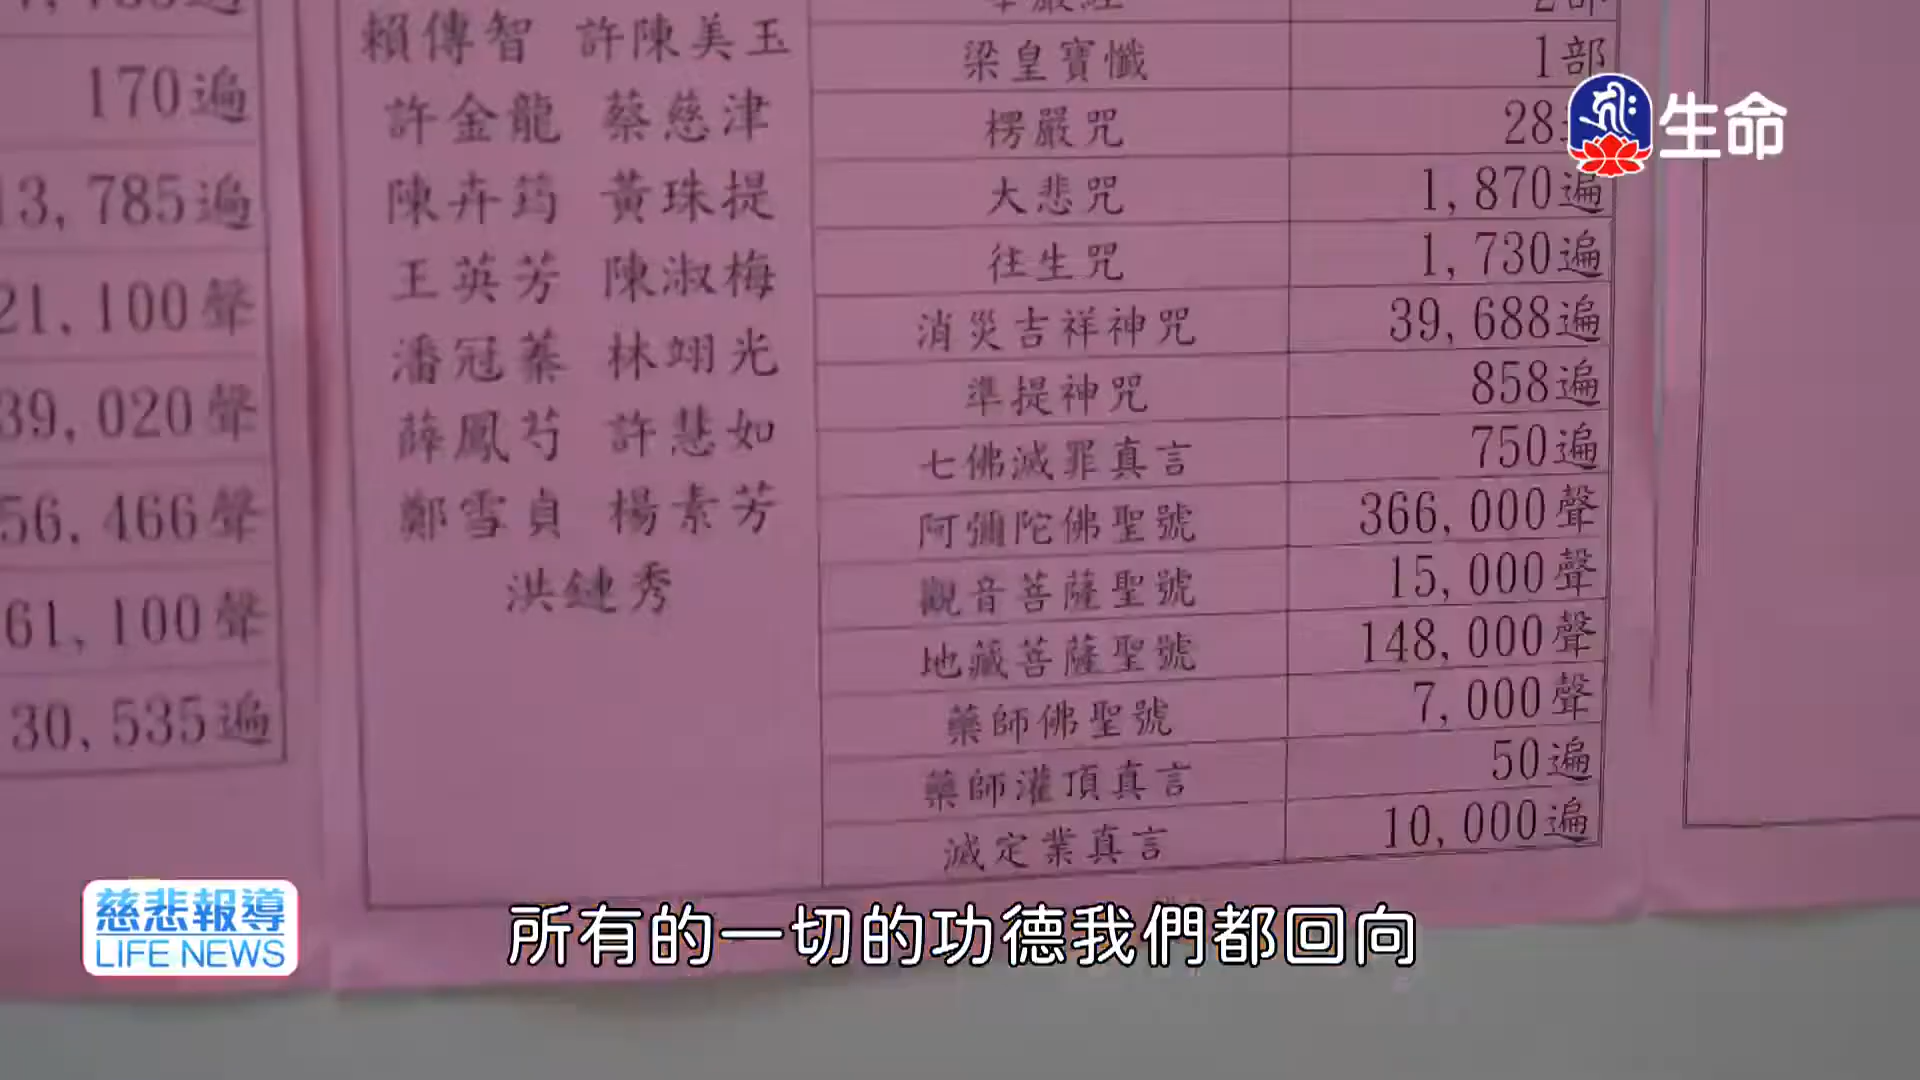 170遍
13,785遍
21,100聲
39,020聲
56,466聲
61,100聲
30,535遍
賴傳智 許陳美玉
許金龍 蔡慈津
陳卉筠 黃珠提
王英芳 陳淑梅
潘冠蓁 林翊光
薛鳳芍 許慧如
鄭雪貞 楊素芳
洪鏈秀
梁皇寶懺 1部
楞嚴咒 28
大悲咒 1,870遍
往生咒 1,730遍
消災吉祥神咒 39,688遍
準提神咒 858遍
七佛滅罪真言 750遍
阿彌陀佛聖號 366,000聲
觀音菩薩聖號 15,000聲
地藏菩薩聖號 148,000聲
藥師佛聖號 7,000聲
藥師灌頂真言 50遍
滅定業真言 10,000遍
生命
慈悲報導
LIFE NEWS
所有的一切的功德我們都回向